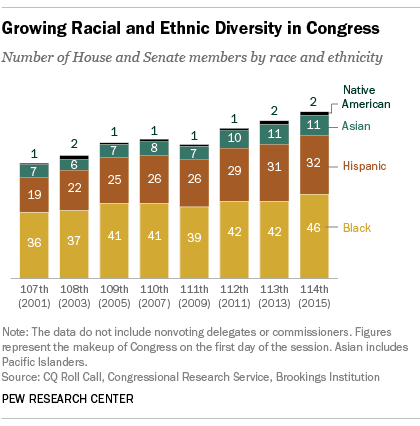 Growing Racial and Ethnic Diversity in Congress
Number of House and Senate members by race and ethnicity
Native
American
Asian
Hispanic
Black
1 2 1 1 1 1 2 2
7 6 7 8 7 10 11 11
19 22 25 26 26 29 31 32
36 37 41 41 39 42 42 46
107th 108th 109th 110th 111th 112th 113th 114th
(2001) (2003) (2005) (2007) (2009) (2011) (2013) (2015)
Note: The data do not include nonvoting delegates or commissioners. Figures
represent the makeup of Congress on the first day of the session. Asian includes
Pacific Islanders.
Source: CQ Roll Call, Congressional Research Service, Brookings Institution
PEW RESEARCH CENTER